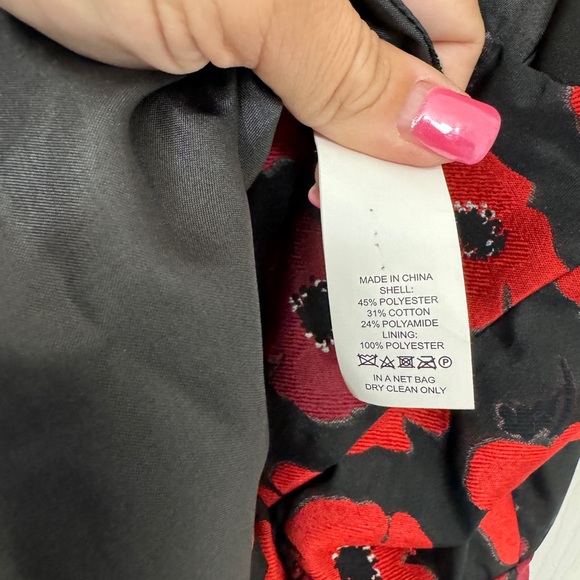 MADE IN CHINA
SHELL:
45% POLYESTER
31% COTTON
24% POLYAMIDE
LINING:
100% POLYESTER
P
IN A NET BAG
DRY CLEAN ONLY